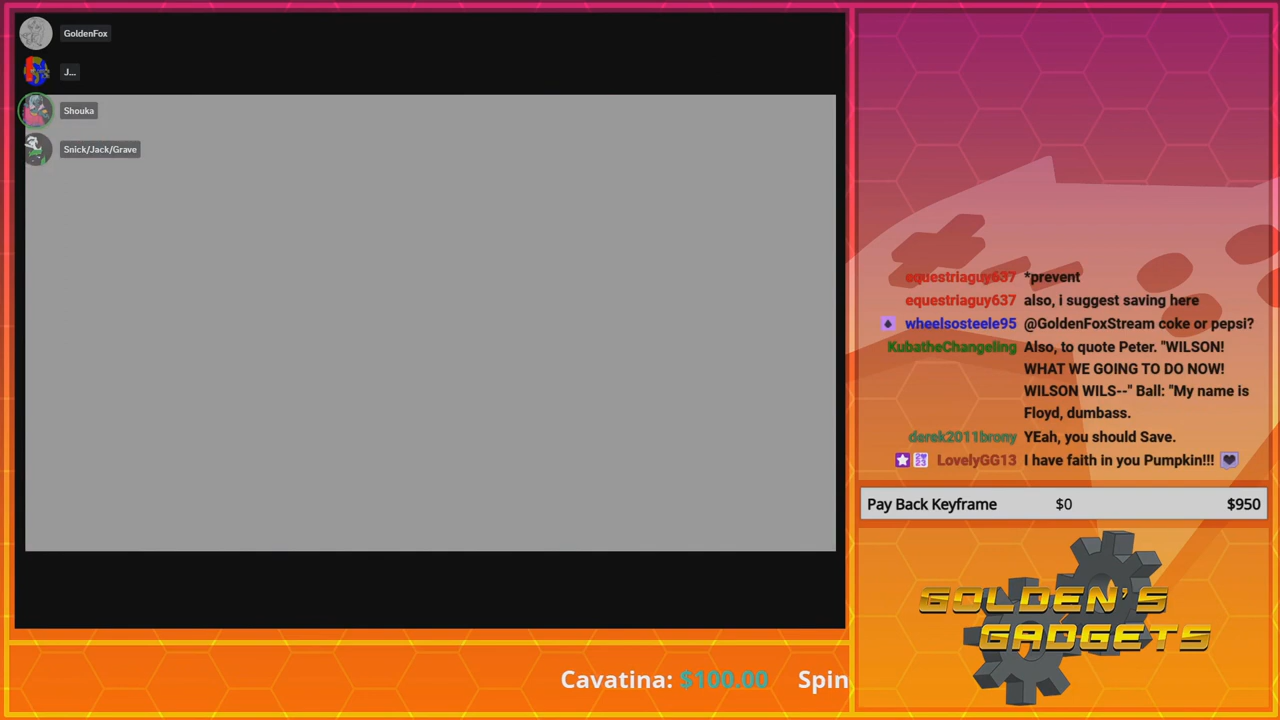 GoldenFox
J...
Shouka
Snick/Jack/Grave
equestriaguy637 *prevent
equestriaguy637 also, i suggest saving here
wheelsosteele95 @GoldenFoxStream coke or pepsi?
KubatheChangeling Also, to quote Peter. "WILSON!
WHAT WE GOING TO DO NOW!
WILSON WILS--" Ball: "My name is
Floyd, dumbass.
derek2011brony YEah, you should Save.
LovelyGG13 I have faith in you Pumpkin!!!
Pay Back Keyframe $0 $950
GOLDEN'S
GADGETS
Cavatina: $100.00 Spin